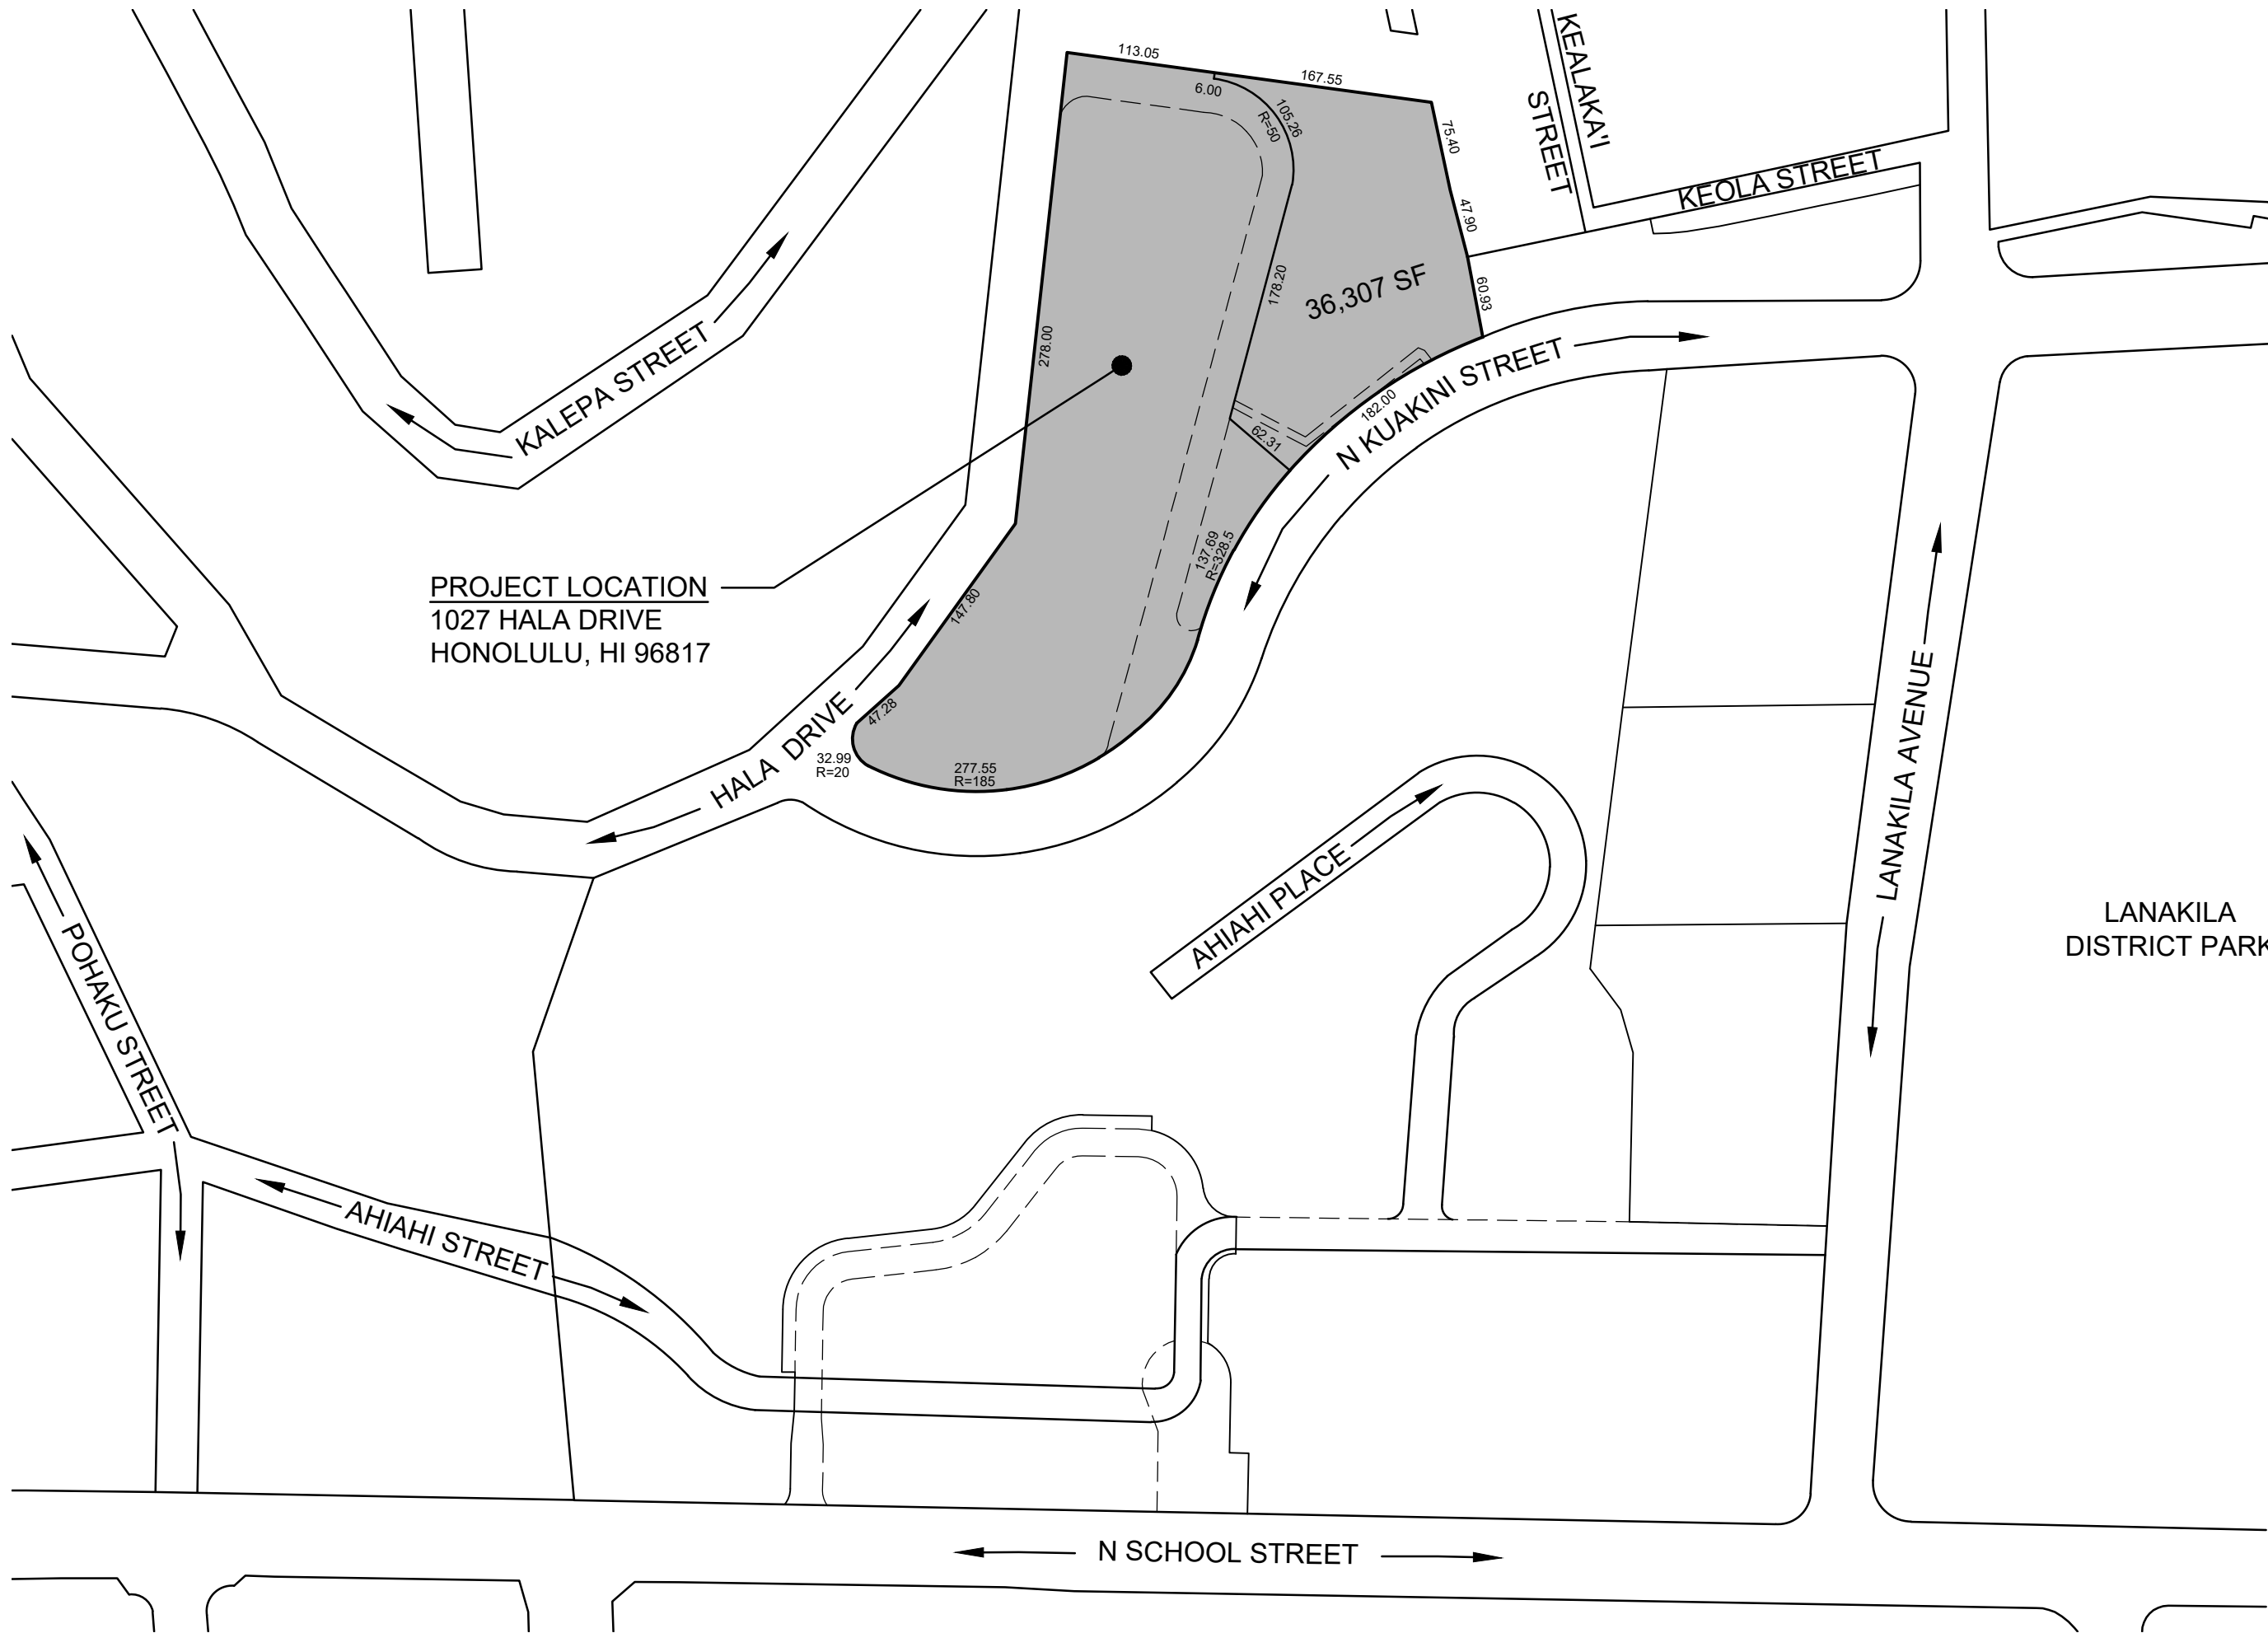 113.05
167.55
6.00
105.26
R=50
75.40
47.90
60.93
KEALAKA'I
STREET
KEOLA STREET
178.20
36,307 SF
278.00
KALEPA STREET
182.00
N KUAKINI STREET
62.31
137.69
R=328.5
PROJECT LOCATION
1027 HALA DRIVE
HONOLULU, HI 96817
147.80
47.28
HALA DRIVE
32.99
R=20
277.55
R=185
LANAKILA AVENUE
AHIAHI PLACE
LANAKILA
DISTRICT PARK
POHAKU STREET
AHIAHI STREET
N SCHOOL STREET